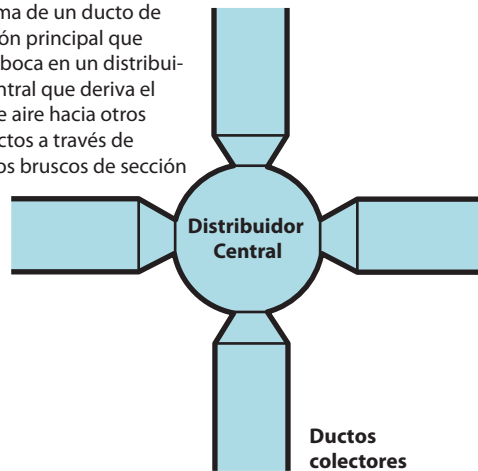 ma de un ducto de
ón principal que
boca en un distribui-
ntral que deriva el
e aire hacia otros
ctos a través de
os bruscos de sección
Distribuidor
Central
Ductos
colectores